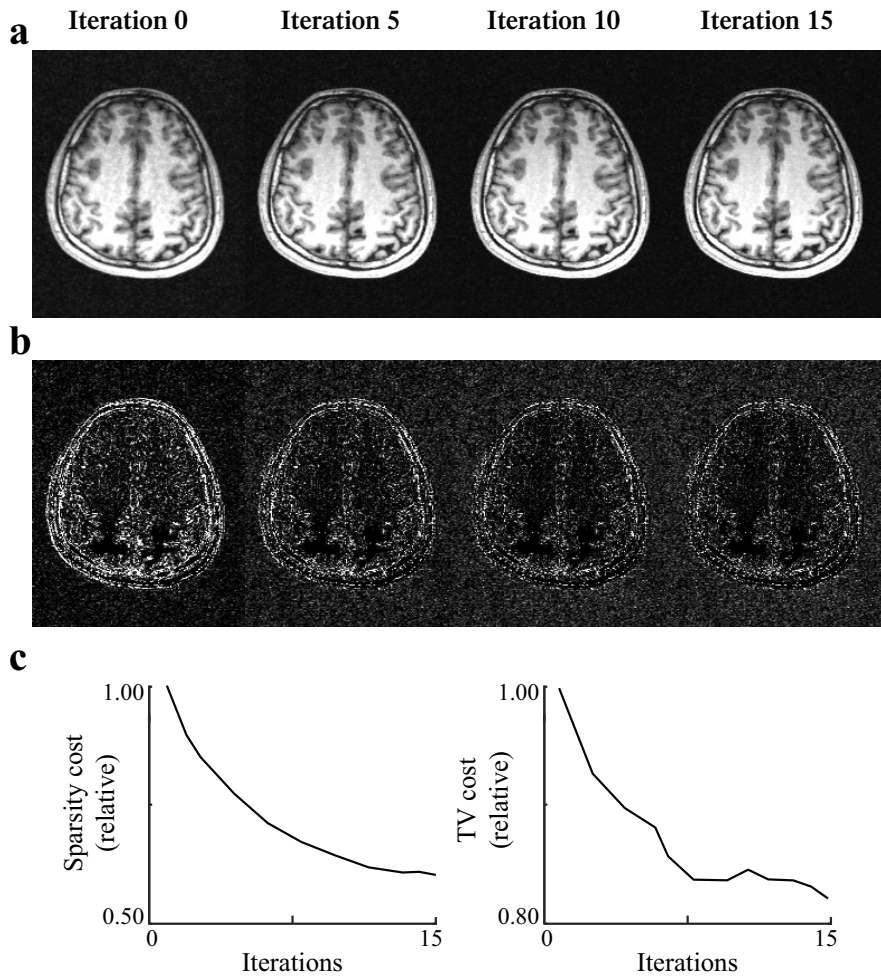 a
Iteration 0 Iteration 5 Iteration 10 Iteration 15
b
c
Sparsity cost
(relative)
1.00
0.50
0 15
Iterations
TV cost
(relative)
1.00
0.80
0 15
Iterations